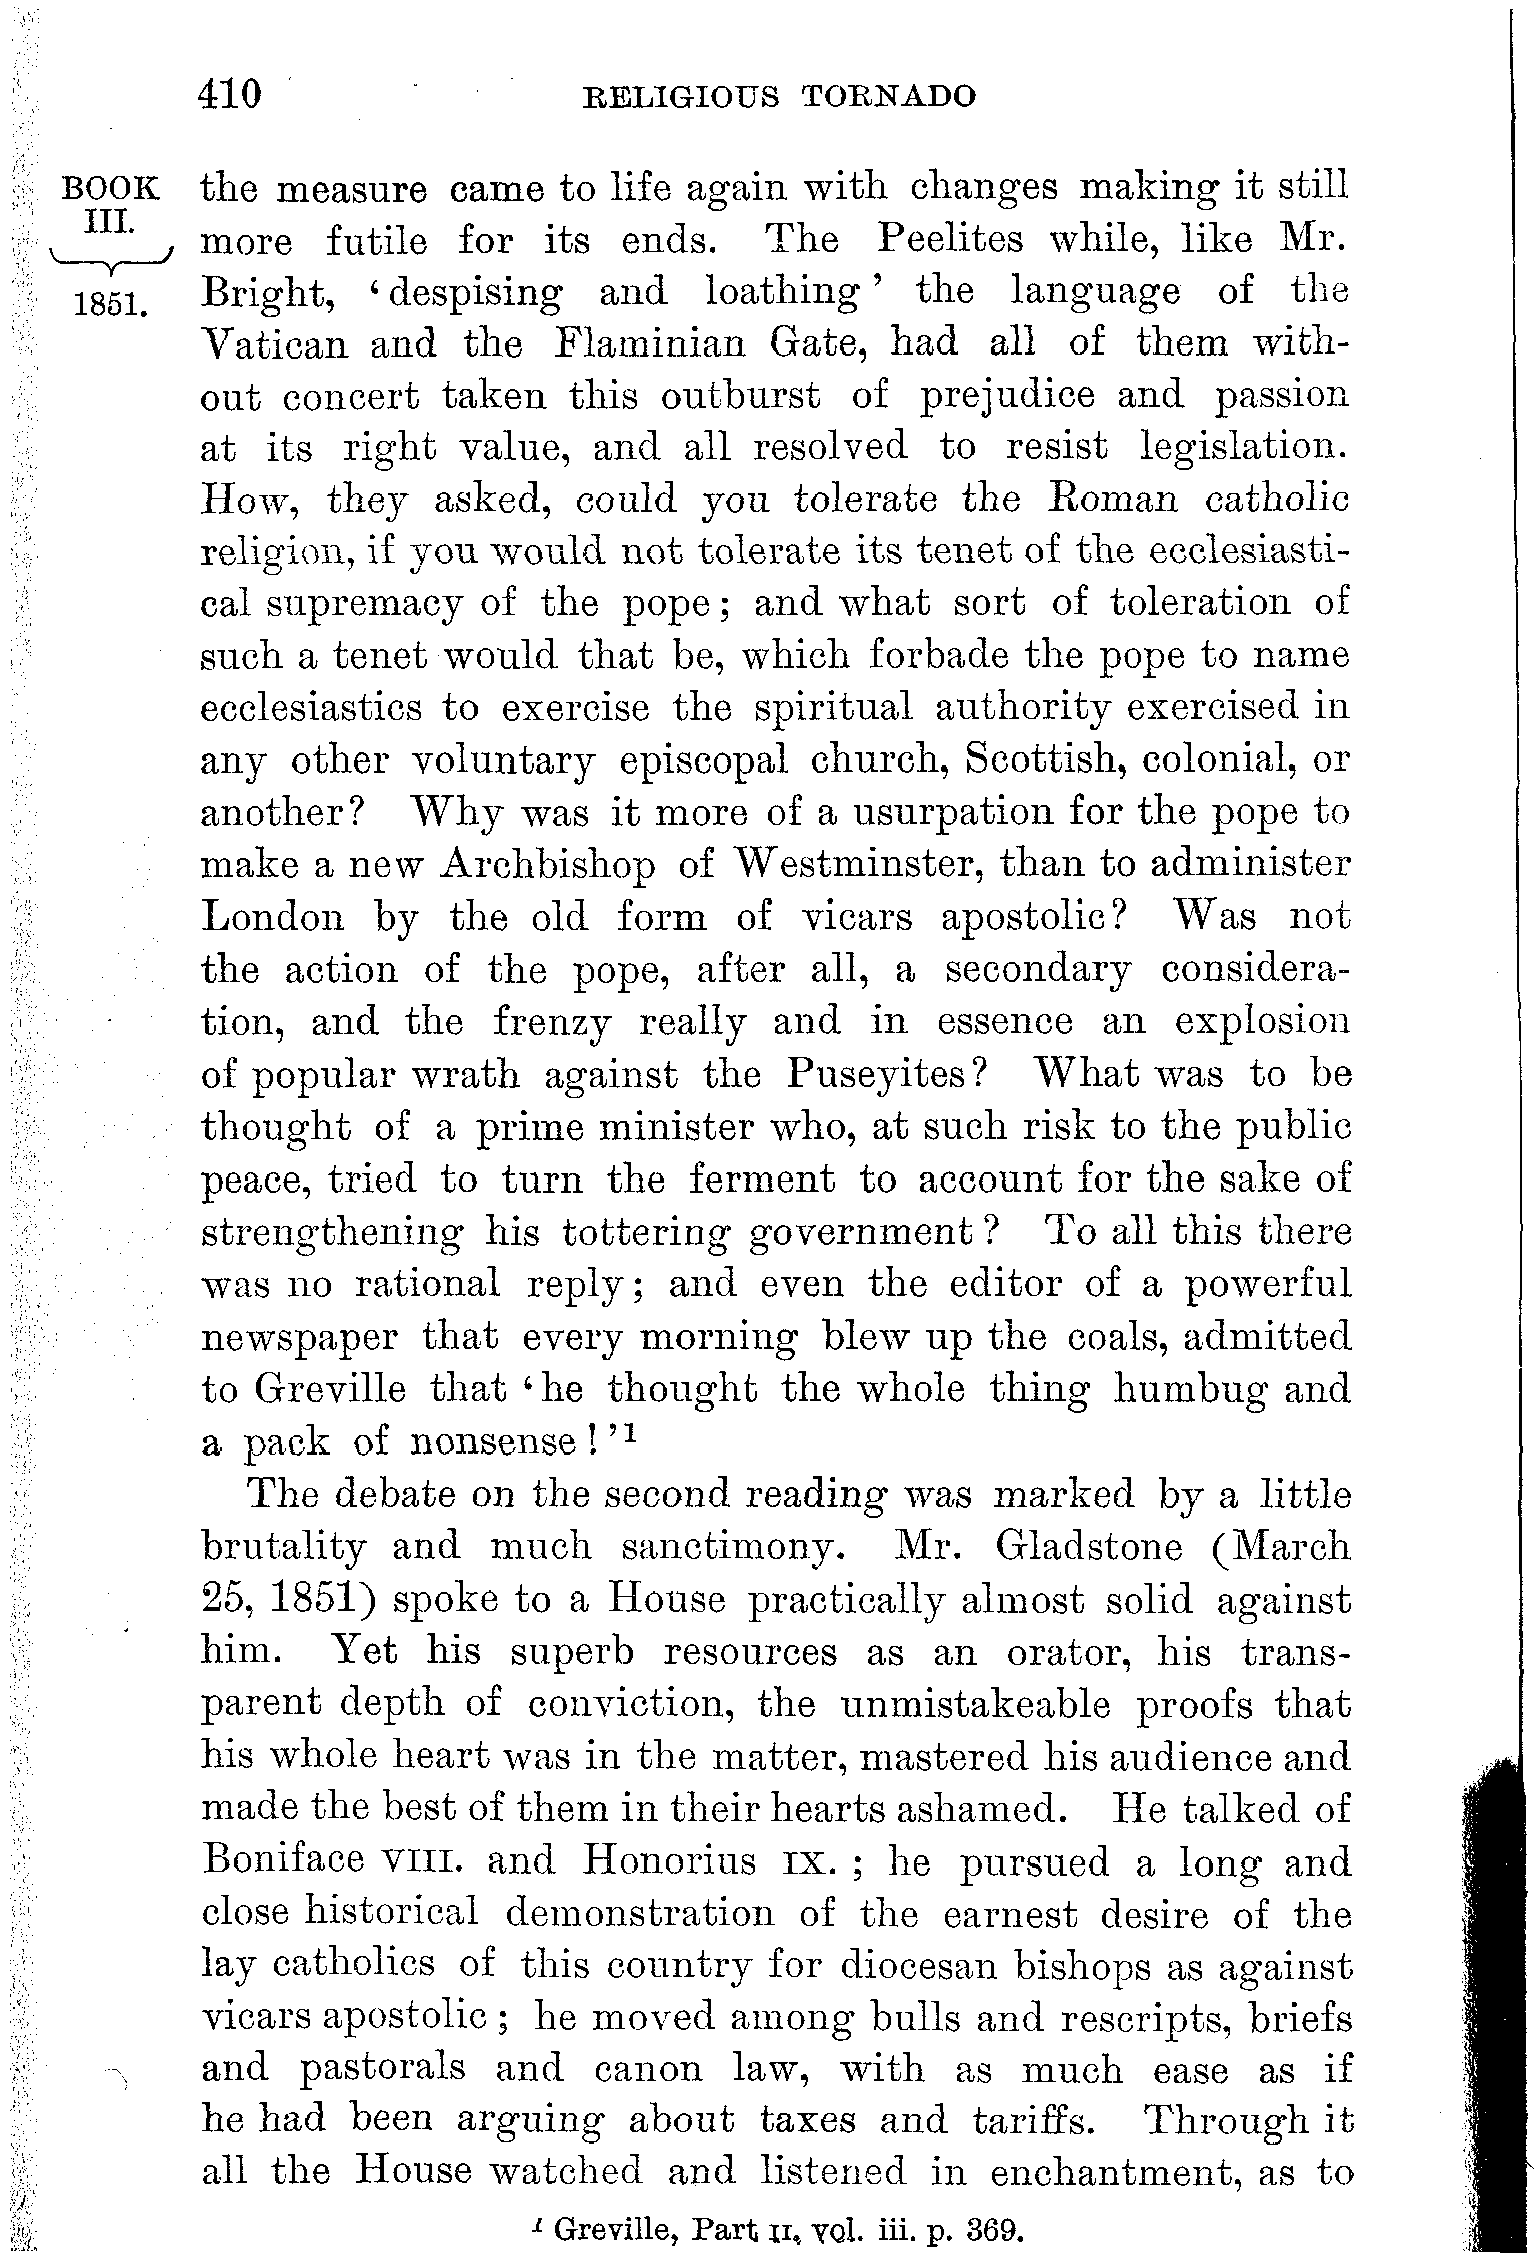 410 RELIGIOUS TORNADO
BOOK
III.
1851.
the measure came to life again with changes making it still
more futile for its ends. The Peelites while, like Mr.
Bright, ‘despising and loathing’ the language of the
Vatican and the Flaminian Gate, had all of them with-
out concert taken this outburst of prejudice and passion
at its right value, and all resolved to resist legislation.
How, they asked, could you tolerate the Roman catholic
religion, if you would not tolerate its tenet of the ecclesiasti-
cal supremacy of the pope; and what sort of toleration of
such a tenet would that be, which forbade the pope to name
ecclesiastics to exercise the spiritual authority exercised in
any other voluntary episcopal church, Scottish, colonial, or
another? Why was it more of a usurpation for the pope to
make a new Archbishop of Westminster, than to administer
London by the old form of vicars apostolic? Was not
the action of the pope, after all, a secondary considera-
tion, and the frenzy really and in essence an explosion
of popular wrath against the Puseyites? What was to be
thought of a prime minister who, at such risk to the public
peace, tried to turn the ferment to account for the sake of
strengthening his tottering government? To all this there
was no rational reply; and even the editor of a powerful
newspaper that every morning blew up the coals, admitted
to Greville that ‘he thought the whole thing humbug and
a pack of nonsense!’1
The debate on the second reading was marked by a little
brutality and much sanctimony. Mr. Gladstone (March
25, 1851) spoke to a House practically almost solid against
him. Yet his superb resources as an orator, his trans-
parent depth of conviction, the unmistakeable proofs that
his whole heart was in the matter, mastered his audience and
made the best of them in their hearts ashamed. He talked of
Boniface VIII. and Honorius IX.; he pursued a long and
close historical demonstration of the earnest desire of the
lay catholics of this country for diocesan bishops as against
vicars apostolic; he moved among bulls and rescripts, briefs
and pastorals and canon law, with as much ease as if
he had been arguing about taxes and tariffs. Through it
all the House watched and listened in enchantment, as to
1 Greville, Part II, vol. iii. p. 369.